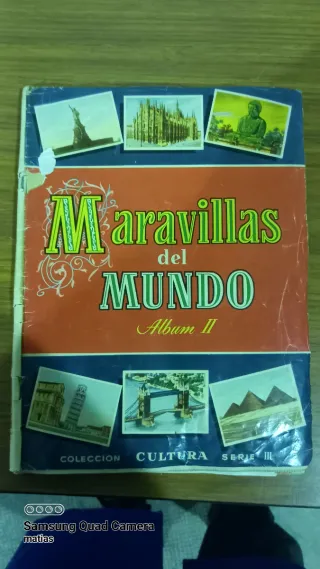 Maravillas
del
MUNDO
Album II
COLECCION CULTURA SERIE III
Samsung Quad Camera
matias